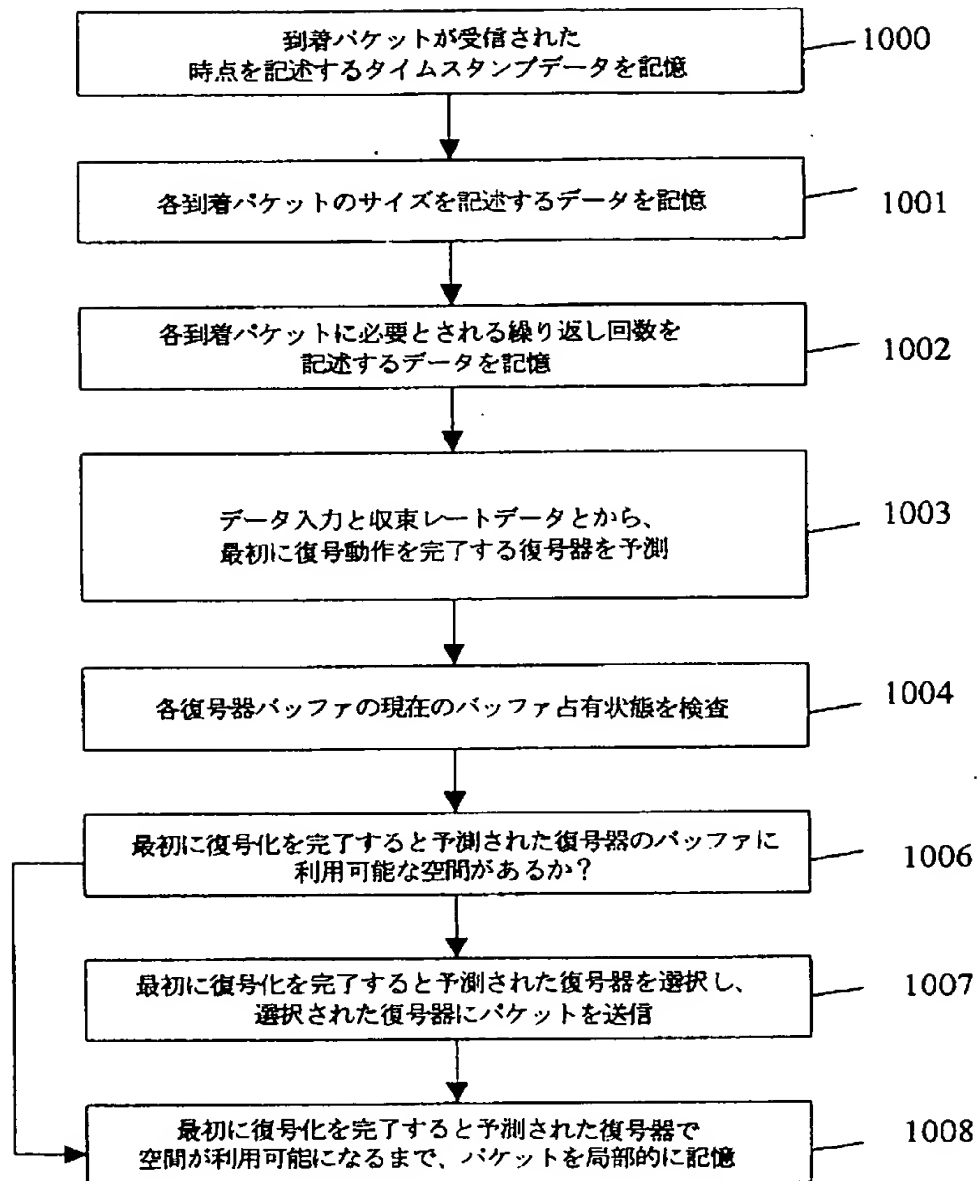 到着パケットが受信された
時点を記述するタイムスタンプデータを記憶
1000
各到着パケットのサイズを記述するデータを記憶
1001
各到着パケットに必要とされる繰り返し回数を
記述するデータを記憶
1002
データ入力と収束レートデータとから、
最初に復号動作を完了する復号器を予測
1003
各復号器バッファの現在のバッファ占有状態を検査
1004
最初に復号化を完了すると予測された復号器のバッファに
利用可能な空間があるか？
1006
最初に復号化を完了すると予測された復号器を選択し、
選択された復号器にパケットを送信
1007
最初に復号化を完了すると予測された復号器で
空間が利用可能になるまで、パケットを局部的に記憶
1008